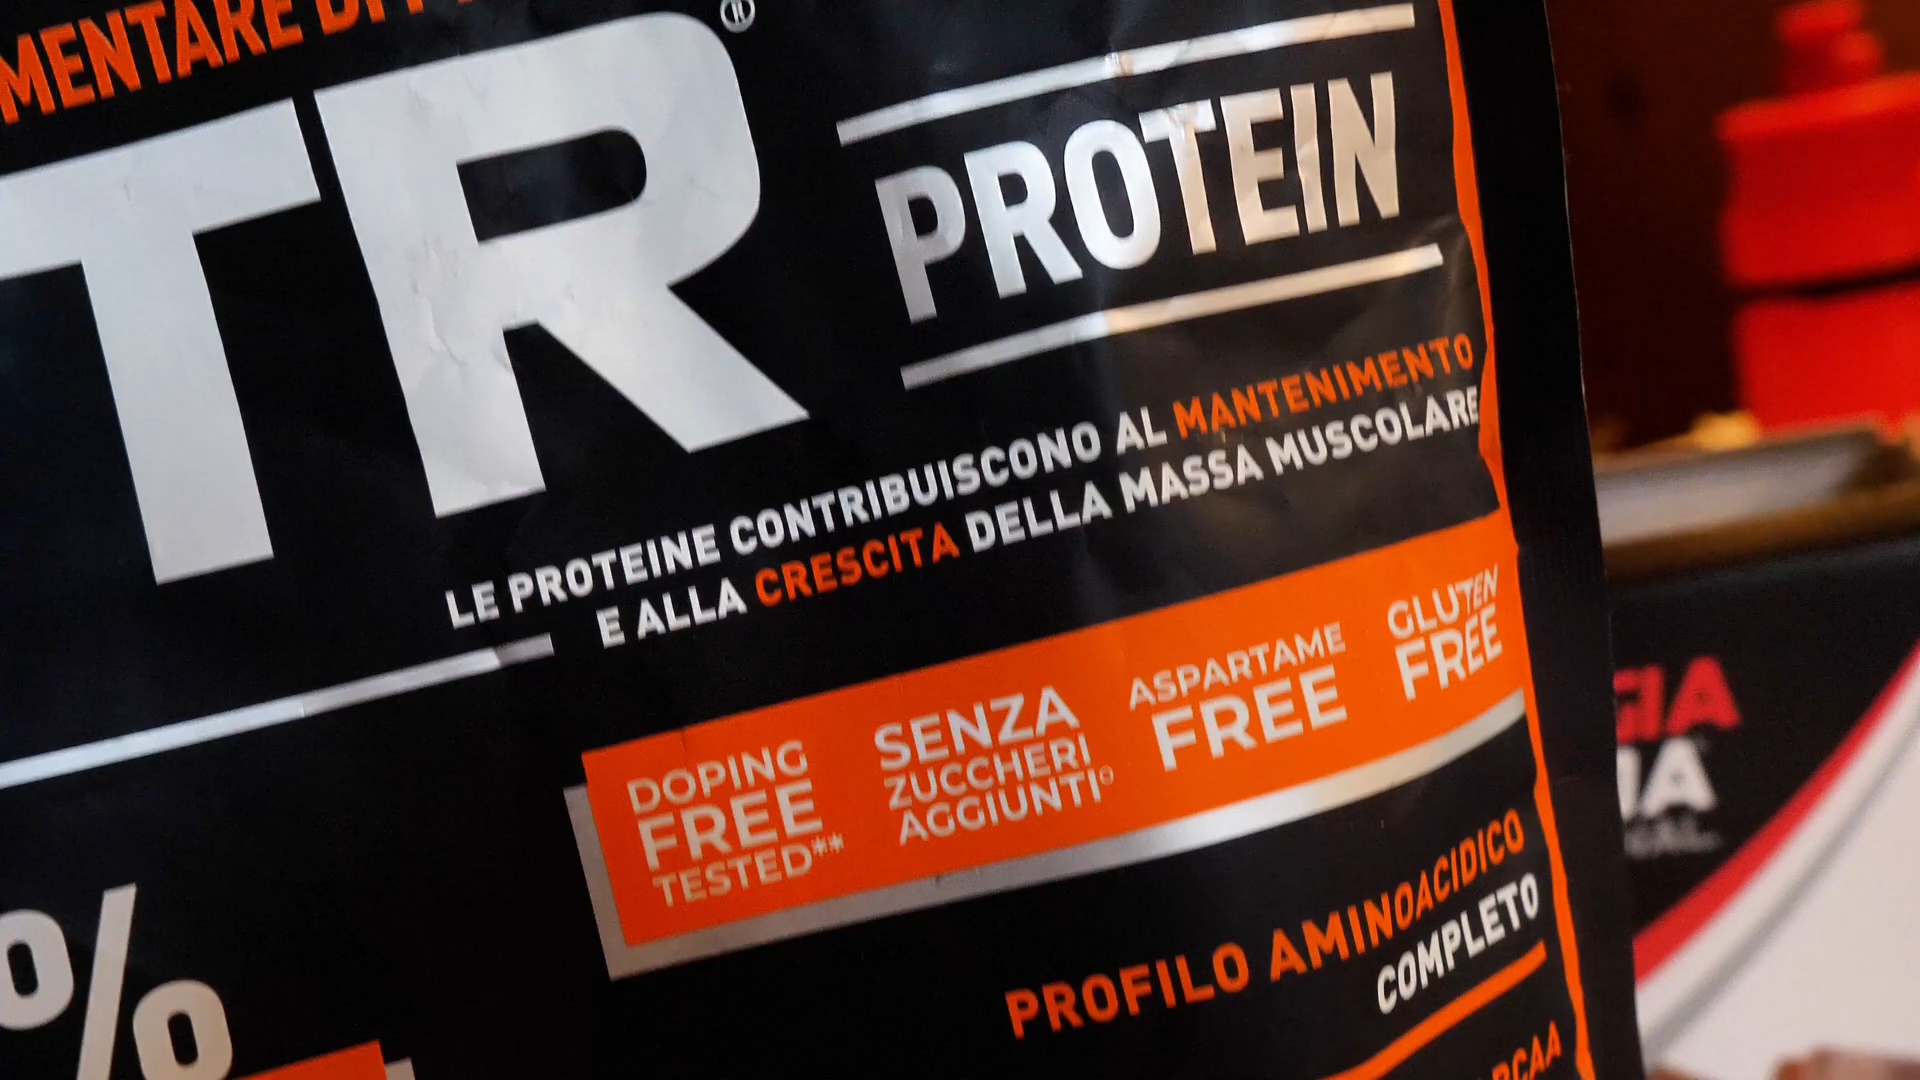 TR®
PROTEIN
LE PROTEINE CONTRIBUISCONO AL MANTENIMENTO
E ALLA CRESCITA DELLA MASSA MUSCOLARE
DOPING
FREE
TESTED**
SENZA
ZUCCHERI
AGGIUNTI°
ASPARTAME
FREE
GLUTEN
FREE
%
PROFILO AMINOACIDICO
COMPLETO
BCAA